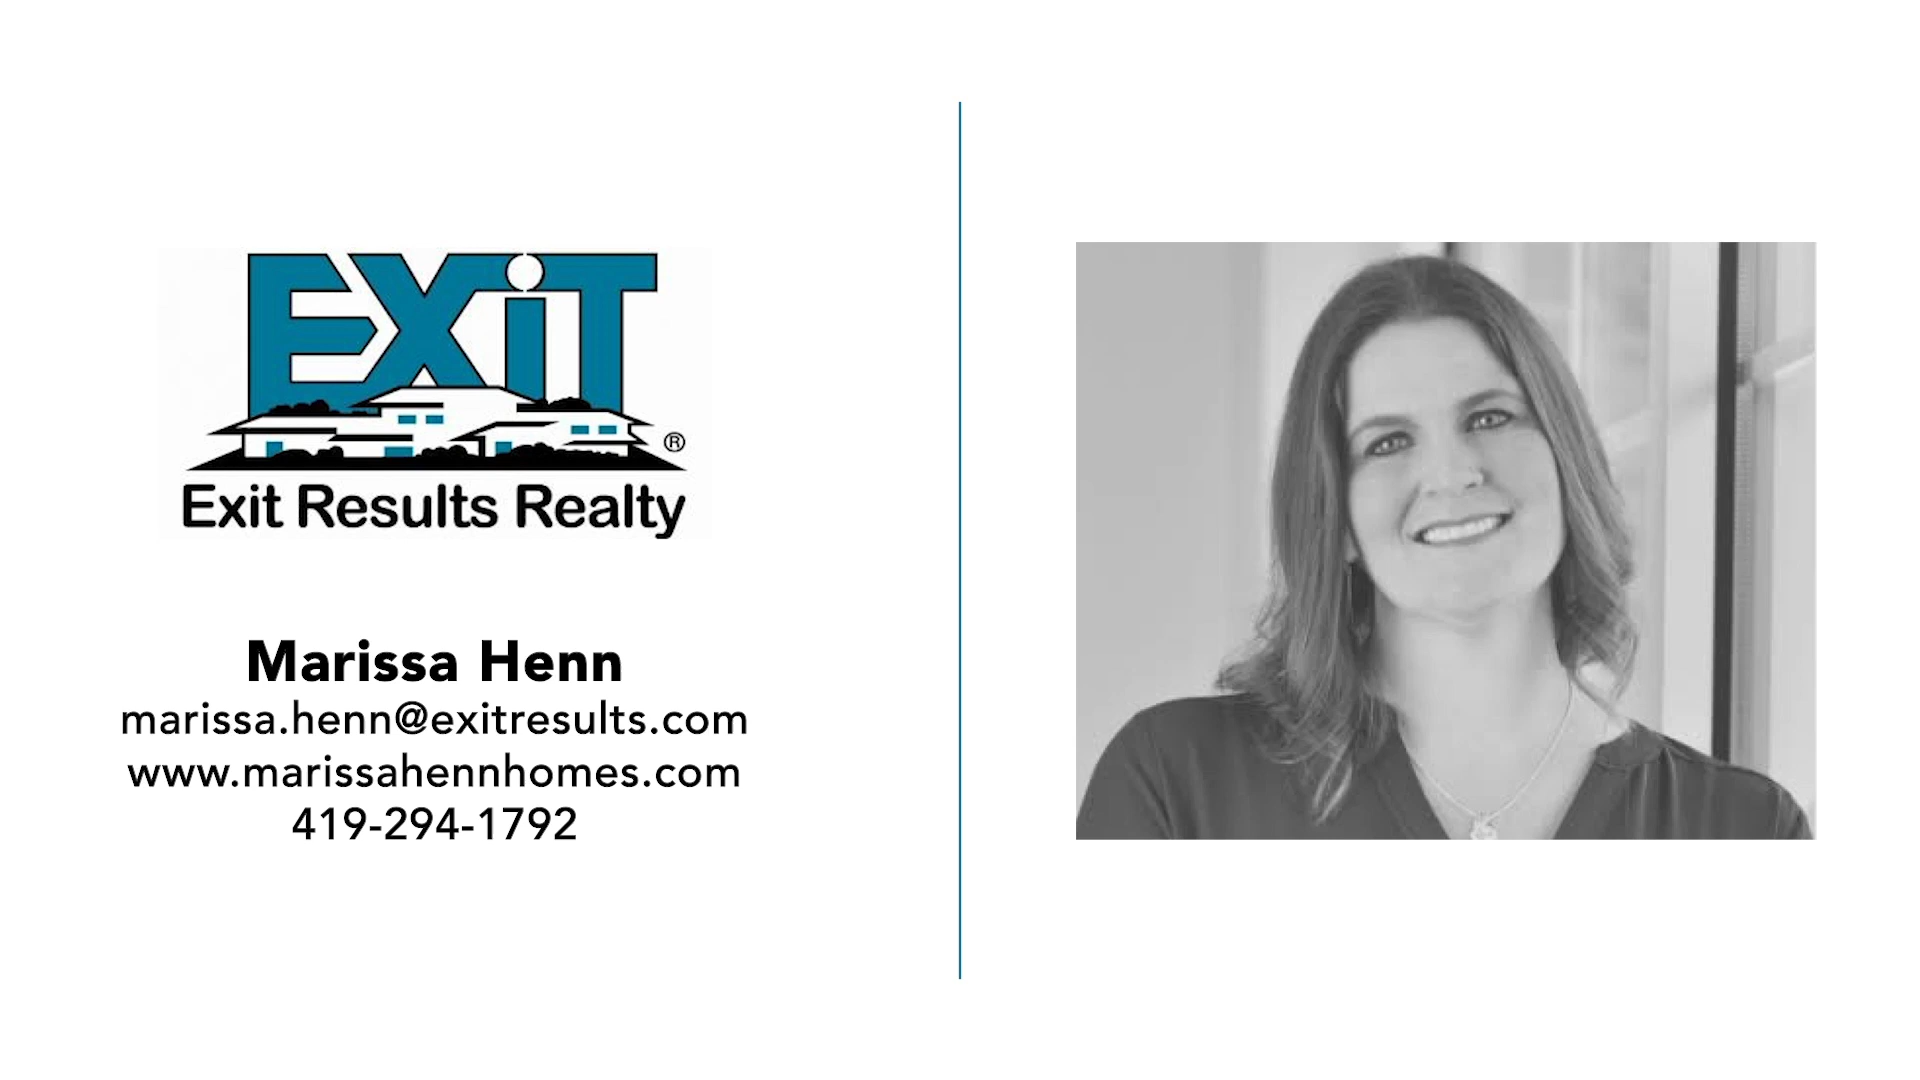 EXiT
®
Exit Results Realty
Marissa Henn
marissa.henn@exitresults.com
www.marissahennhomes.com
419-294-1792